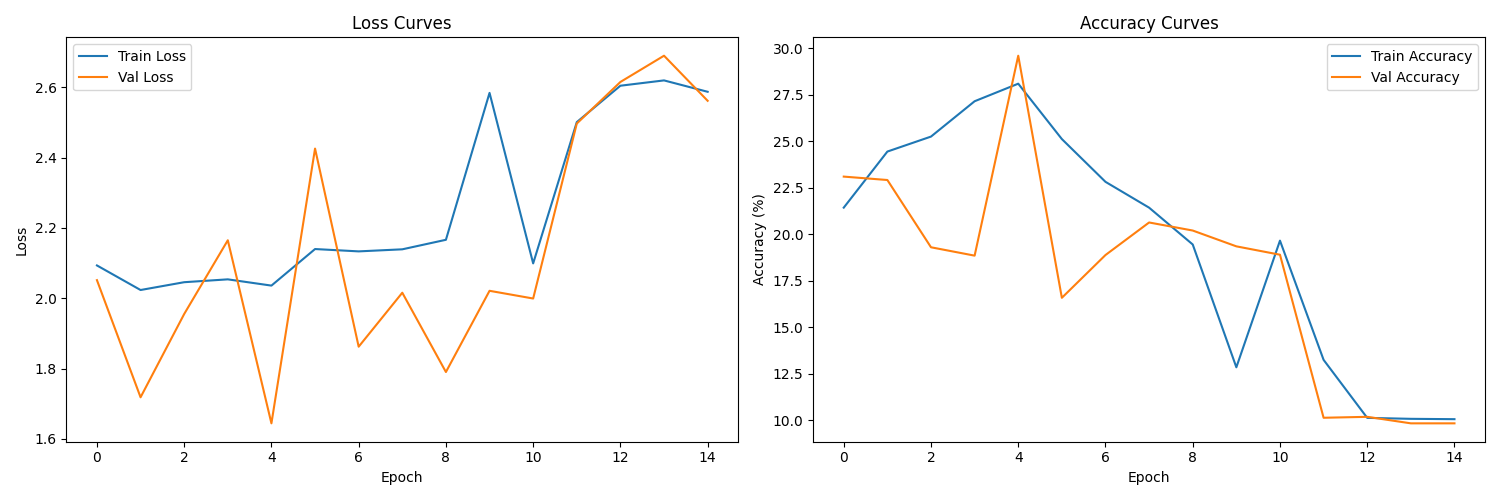 Loss Curves
Train Loss
Val Loss
2.6
2.4
2.2
2.0
1.8
1.6
Loss
0 2 4 6 8 10 12 14
Epoch
Accuracy Curves
Train Accuracy
Val Accuracy
30.0
27.5
25.0
22.5
20.0
17.5
15.0
12.5
10.0
Accuracy (%)
0 2 4 6 8 10 12 14
Epoch